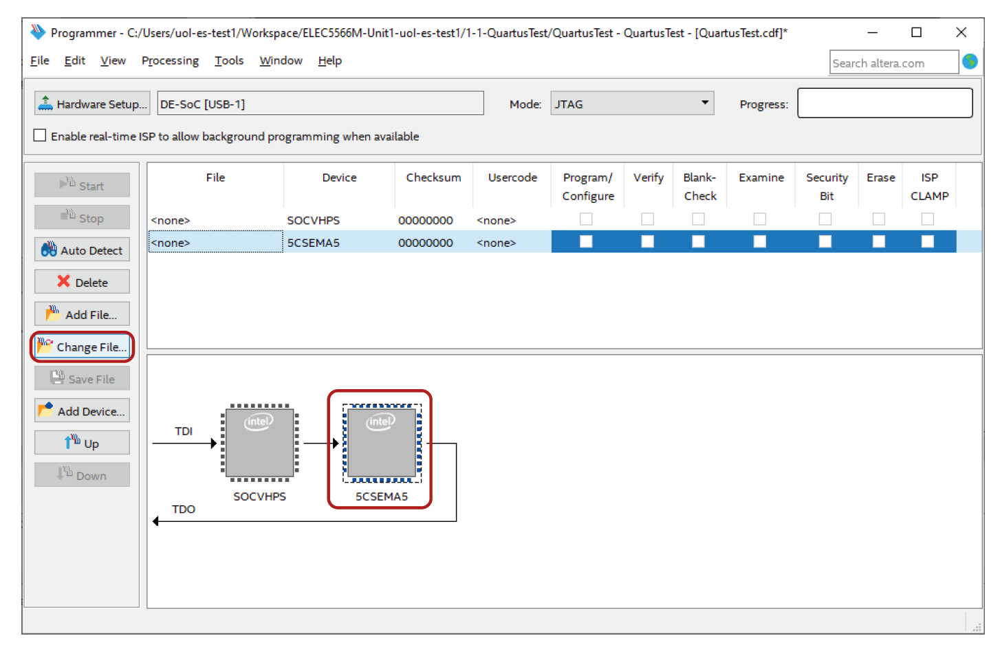 Programmer - C:/Users/uol-es-test1/Workspace/ELEC5566M-Unit1-uol-es-test1/1-1-QuartusTest/QuartusTest - QuartusTest - [QuartusTest.cdf]*
File Edit View Processing Tools Window Help
Search altera.com
Hardware Setup... DE-SoC [USB-1] Mode: JTAG Progress:
Enable real-time ISP to allow background programming when available
Start
Stop
Auto Detect
Delete
Add File...
Change File...
Save File
Add Device...
Up
Down
File Device Checksum Usercode Program/ Verify Blank- Examine Security Erase ISP
Configure Check Bit CLAMP
<none> SOCVHPS 00000000 <none>
<none> 5CSEMA5 00000000 <none>
intel intel
TDI
SOCVHPS 5CSEMA5
TDO